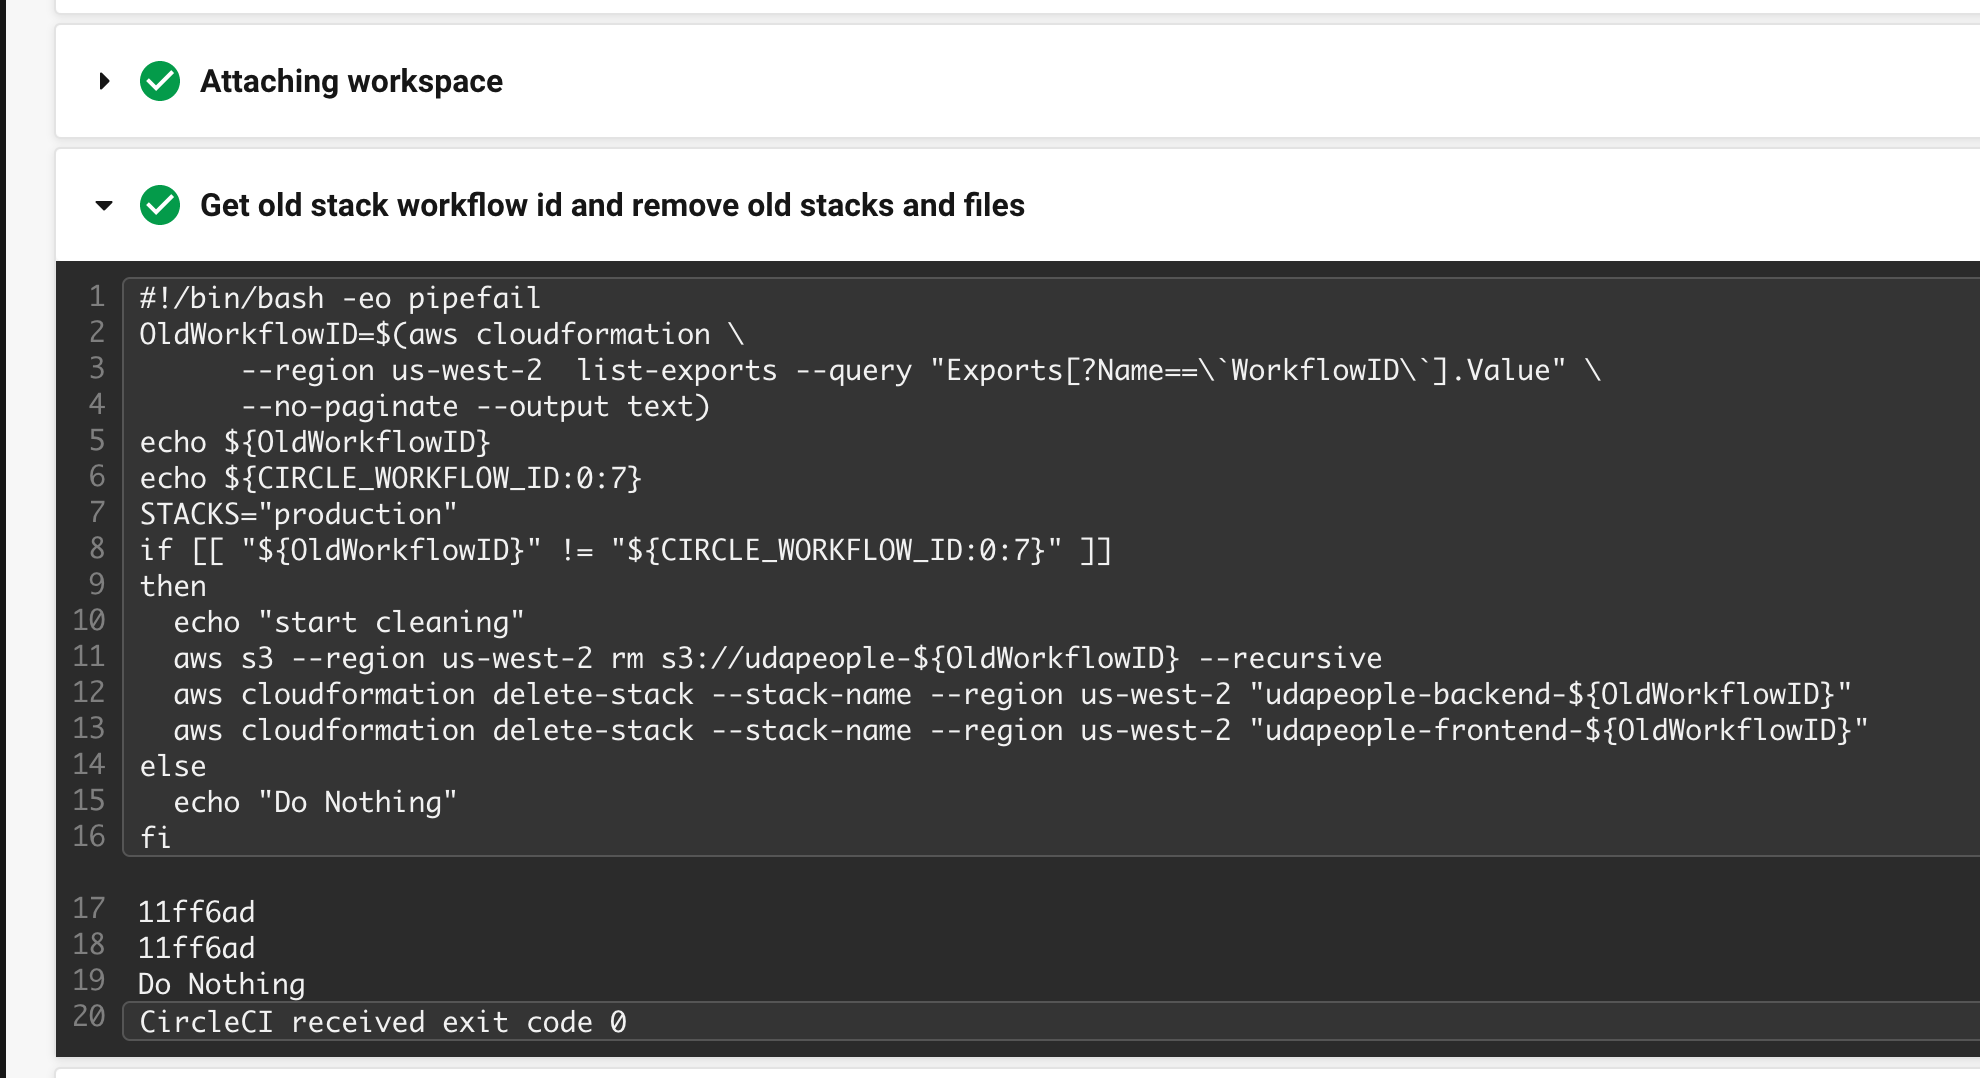 Attaching workspace
Get old stack workflow id and remove old stacks and files
1 #!/bin/bash -eo pipefail
2 OldWorkflowID=$(aws cloudformation \
3       --region us-west-2  list-exports --query "Exports[?Name==\`WorkflowID\`].Value" \
4       --no-paginate --output text)
5 echo ${OldWorkflowID}
6 echo ${CIRCLE_WORKFLOW_ID:0:7}
7 STACKS="production"
8 if [[ "${OldWorkflowID}" != "${CIRCLE_WORKFLOW_ID:0:7}" ]]
9 then
10   echo "start cleaning"
11   aws s3 --region us-west-2 rm s3://udapeople-${OldWorkflowID} --recursive
12   aws cloudformation delete-stack --stack-name --region us-west-2 "udapeople-backend-${OldWorkflowID}"
13   aws cloudformation delete-stack --stack-name --region us-west-2 "udapeople-frontend-${OldWorkflowID}"
14 else
15   echo "Do Nothing"
16 fi
17 11ff6ad
18 11ff6ad
19 Do Nothing
20 CircleCI received exit code 0